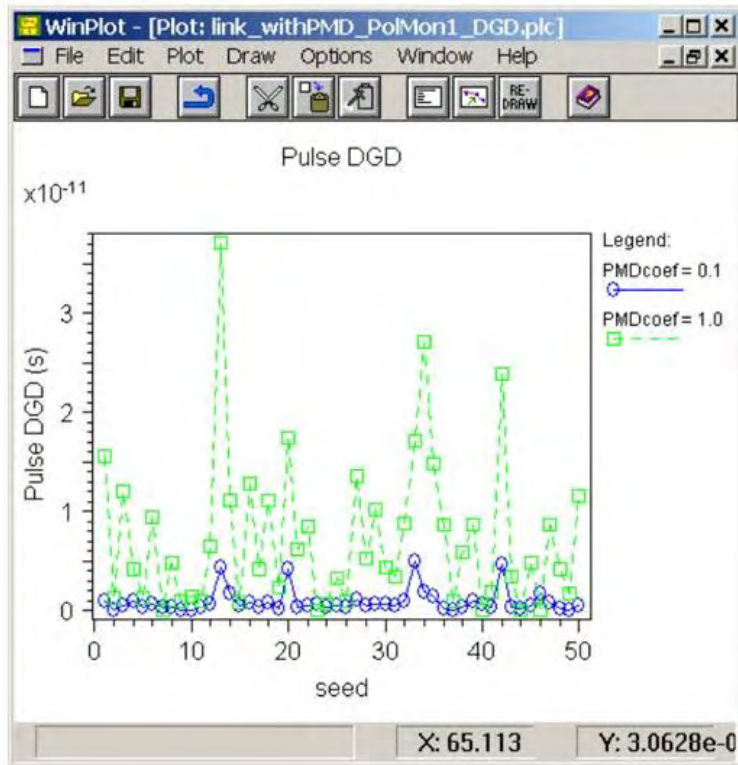 WinPlot - [Plot: link_withPMD_PolMon1_DGD.plc]
File Edit Plot Draw Options Window Help
RE-
DRAW
Pulse DGD
x10-11
Legend:
PMDcoef = 0.1
PMDcoef = 1.0
3
2
1
0
Pulse DGD (s)
0 10 20 30 40 50
seed
X: 65.113 Y: 3.0628e-0